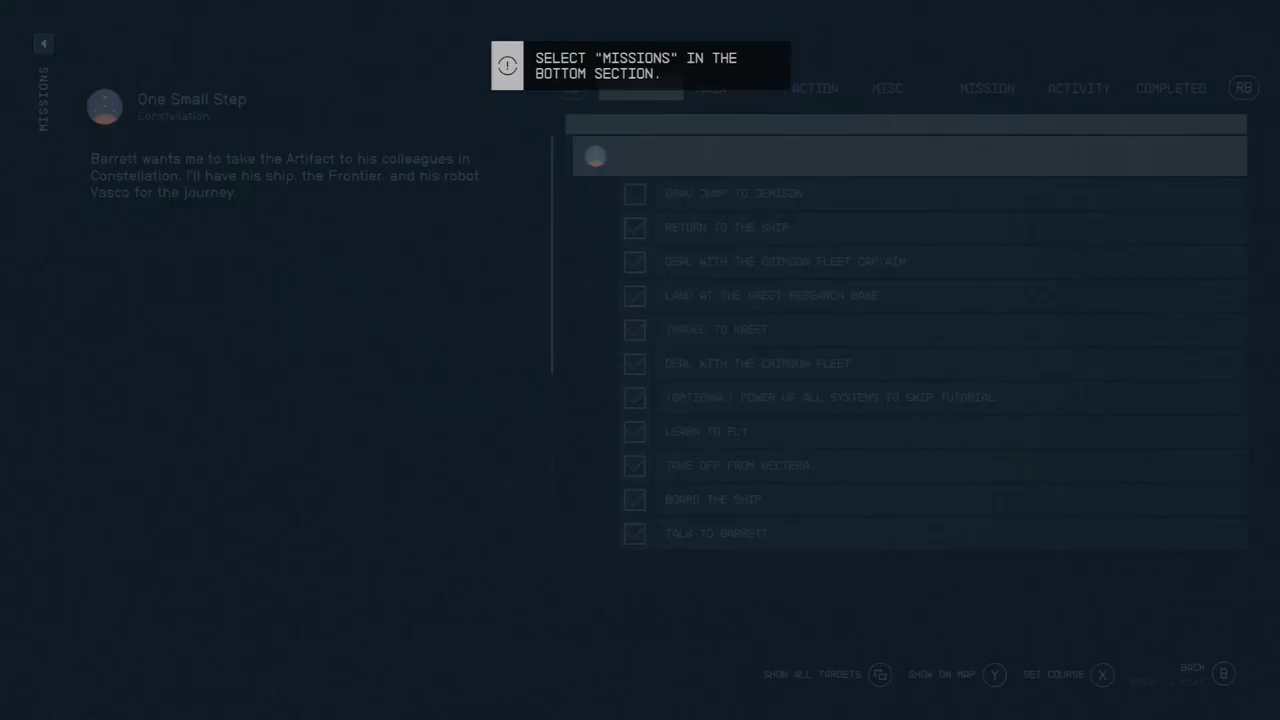 SELECT "MISSIONS" IN THE
BOTTOM SECTION.
MISSIONS
One Small Step
Constellation
Barrett wants me to take the Artifact to his colleagues in
Constellation. I'll have his ship, the Frontier, and his robot
Vasco for the journey.
ACTION MISC MISSION ACTIVITY COMPLETED RB
GRAV JUMP TO JEMISON
RETURN TO THE SHIP
DEAL WITH THE CRIMSON FLEET CAPTAIN
LAND AT THE KREET RESEARCH BASE
TRAVEL TO KREET
DEAL WITH THE CRIMSON FLEET
(OPTIONAL) POWER UP ALL SYSTEMS TO SKIP TUTORIAL
LEARN TO FLY
TAKE OFF FROM VECTERA
BOARD THE SHIP
TALK TO BARRETT
SHOW ALL TARGETS SHOW ON MAP Y SET COURSE X BACK B